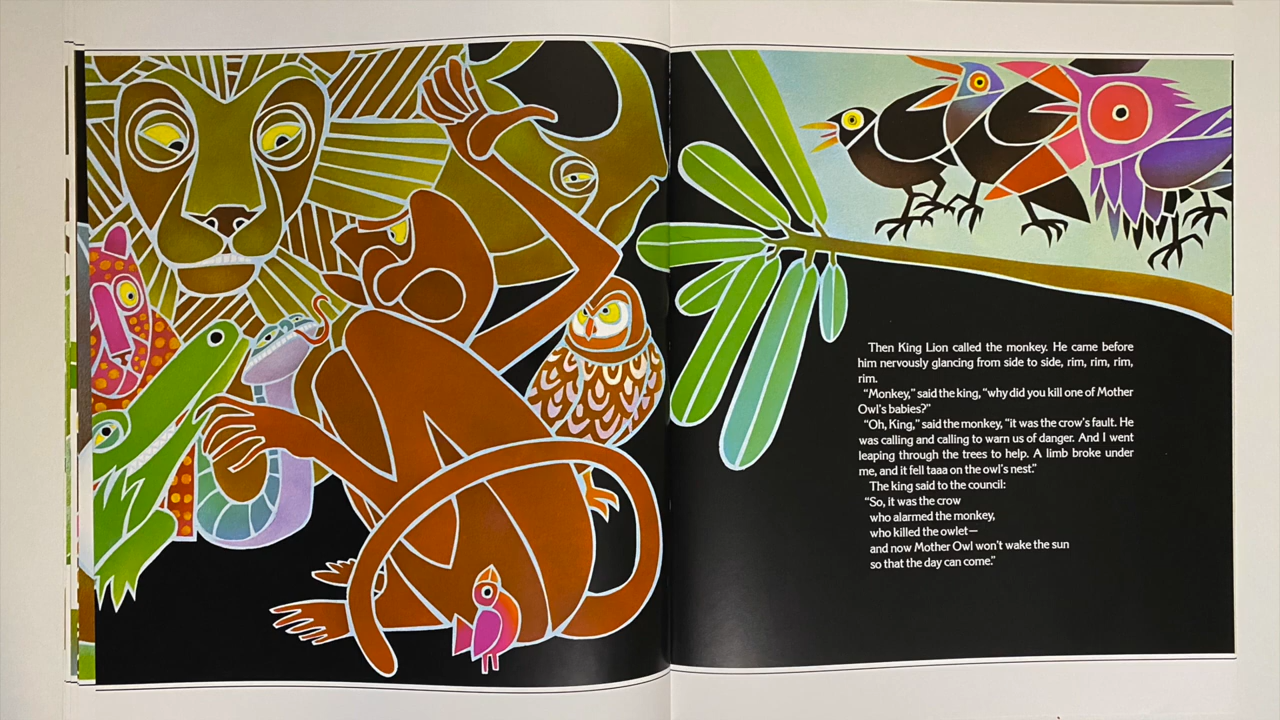 Then King Lion called the monkey. He came before
him nervously glancing from side to side, rim, rim, rim,
rim.
"Monkey," said the king, "why did you kill one of Mother
Owl's babies?"
"Oh, King," said the monkey, "it was the crow's fault. He
was calling and calling to warn us of danger. And I went
leaping through the trees to help. A limb broke under
me, and it fell taaa on the owl's nest."
The king said to the council:
"So, it was the crow
who alarmed the monkey,
who killed the owlet—
and now Mother Owl won't wake the sun
so that the day can come."